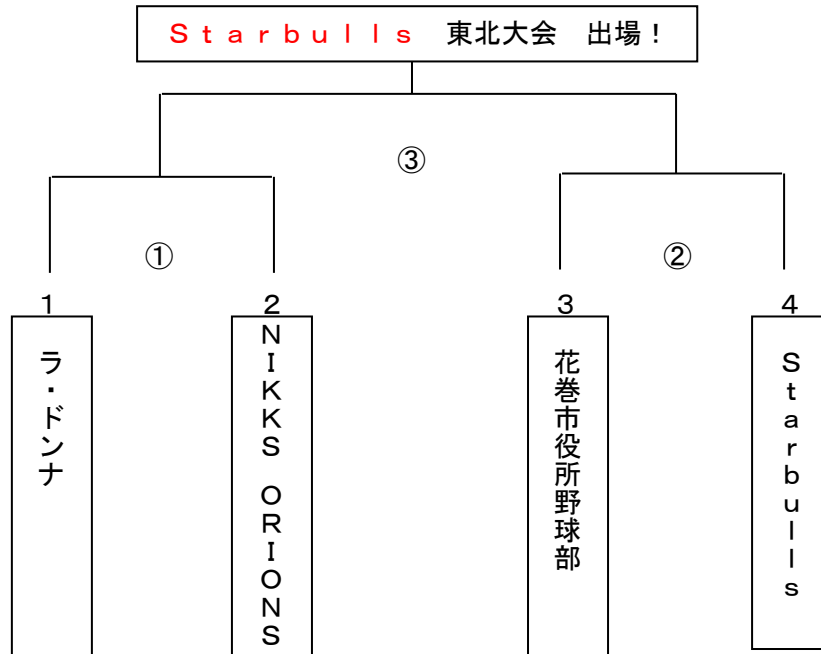 Ｓｔａｒｂｕｌｌｓ　東北大会　出場！
③
①
②
１
２
３
４
ラ・ドンナ
ＮＩＫＫＳ　ＯＲＩＯＮＳ
花巻市役所野球部
Ｓｔａｒｂｕｌｌｓ